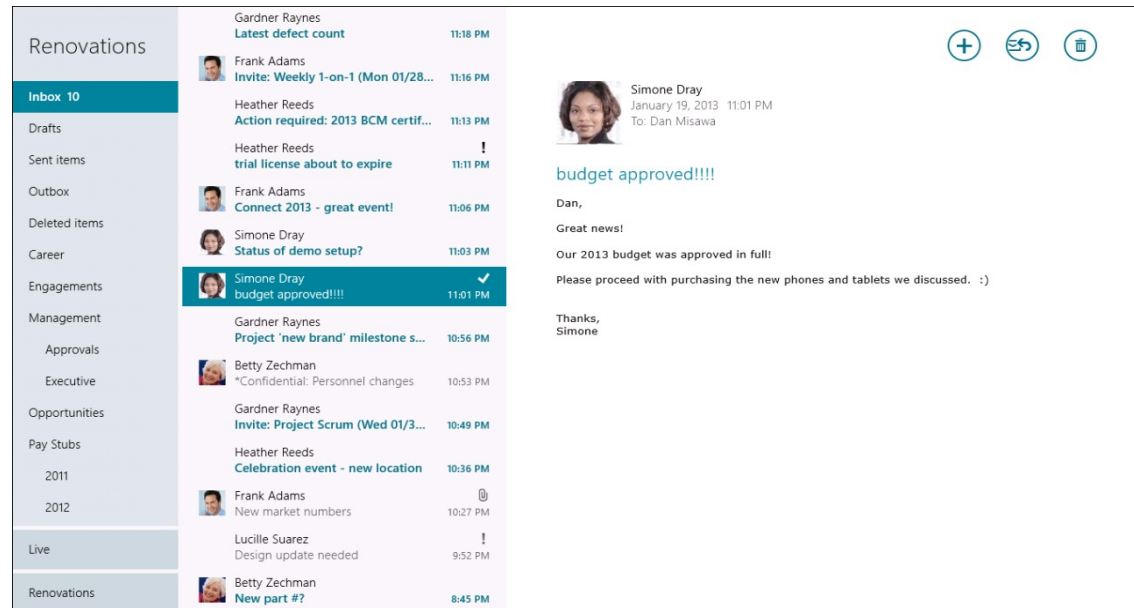 Renovations
Inbox 10
Drafts
Sent items
Outbox
Deleted items
Career
Engagements
Management
Approvals
Executive
Opportunities
Pay Stubs
2011
2012
Live
Renovations
Gardner Raynes
Latest defect count 11:18 PM
Frank Adams
Invite: Weekly 1-on-1 (Mon 01/28... 11:16 PM
Heather Reeds
Action required: 2013 BCM certif... 11:13 PM
Heather Reeds !
trial license about to expire 11:11 PM
Frank Adams
Connect 2013 - great event! 11:06 PM
Simone Dray
Status of demo setup? 11:03 PM
Simone Dray
budget approved!!!! 11:01 PM
Gardner Raynes
Project 'new brand' milestone s... 10:56 PM
Betty Zechman
*Confidential: Personnel changes 10:53 PM
Gardner Raynes
Invite: Project Scrum (Wed 01/3... 10:49 PM
Heather Reeds
Celebration event - new location 10:36 PM
Frank Adams
New market numbers 10:27 PM
Lucille Suarez !
Design update needed 9:52 PM
Betty Zechman
New part #? 8:45 PM
Simone Dray
January 19, 2013 11:01 PM
To: Dan Misawa
budget approved!!!!
Dan,
Great news!
Our 2013 budget was approved in full!
Please proceed with purchasing the new phones and tablets we discussed. :)
Thanks,
Simone